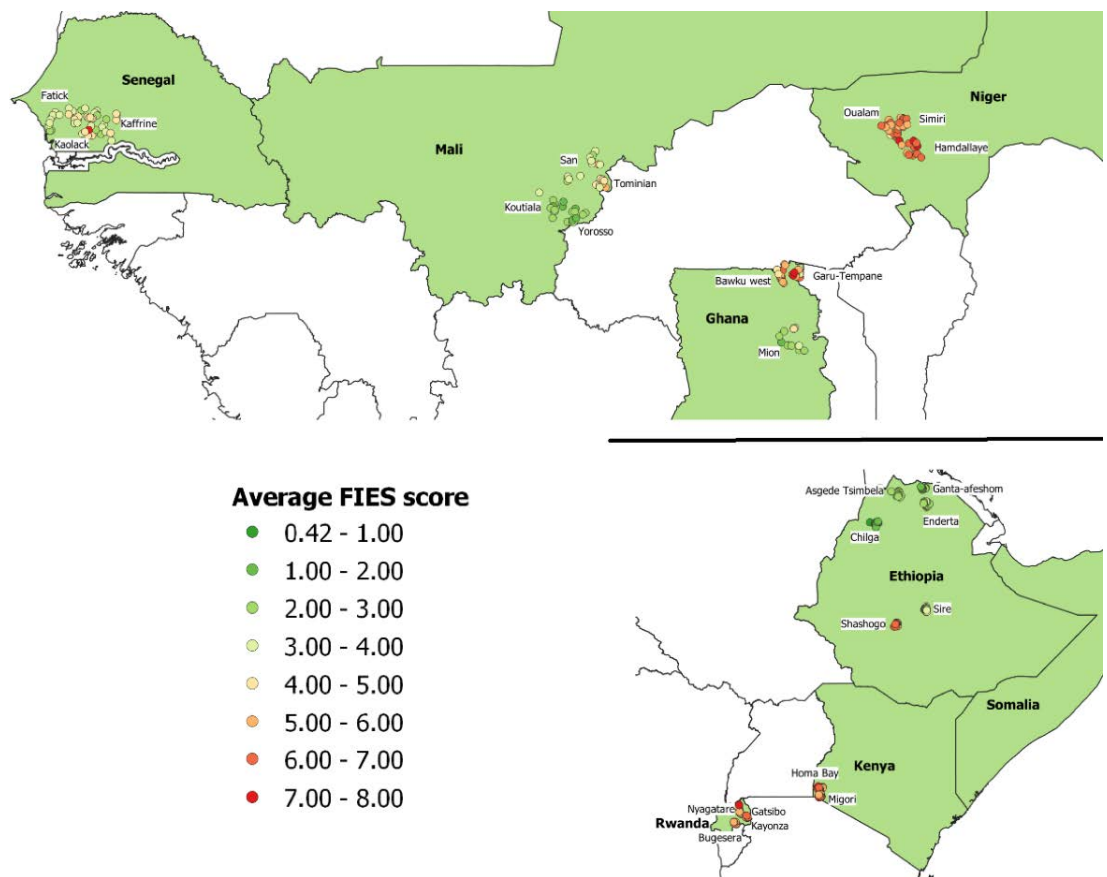 Senegal
Fatick
Kaffrine
Kaolack
Mali
San
Tominian
Koutiala
Yorosso
Niger
Oualam
Simiri
Hamdallaye
Bawku west
Garu-Tempane
Ghana
Mion
Average FIES score
0.42 - 1.00
1.00 - 2.00
2.00 - 3.00
3.00 - 4.00
4.00 - 5.00
5.00 - 6.00
6.00 - 7.00
7.00 - 8.00
Asgede Tsimbela
Ganta-afeshom
Enderta
Chilga
Ethiopia
Sire
Shashogo
Somalia
Kenya
Homa Bay
Migori
Nyagatare
Gatsibo
Rwanda
Kayonza
Bugesera